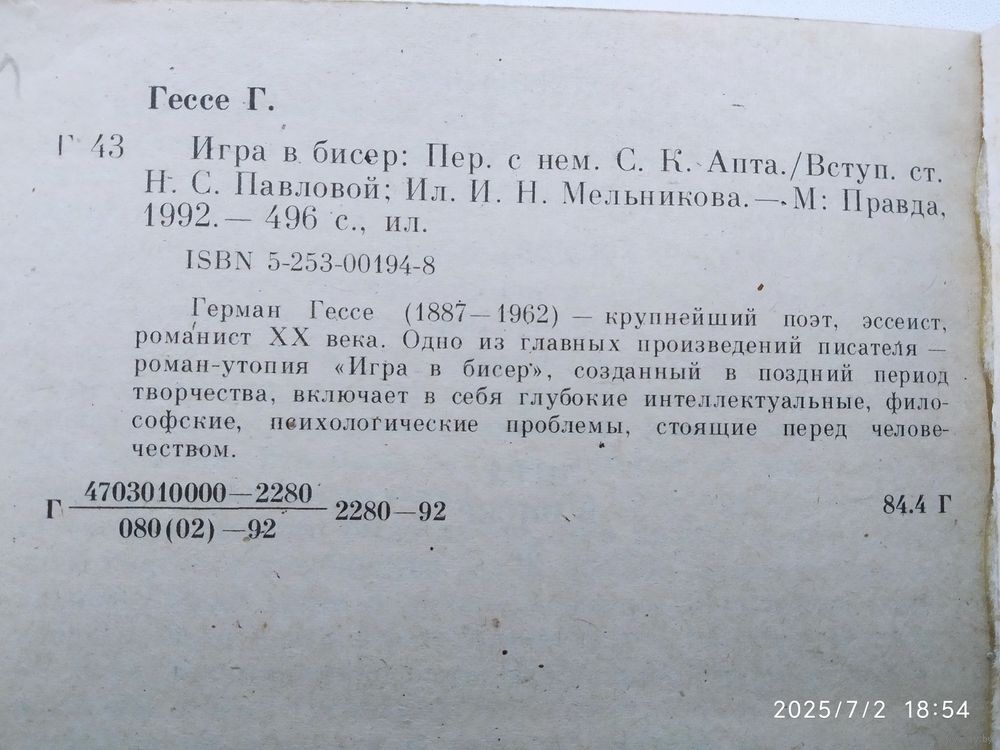 Гессе Г.
Г 43
Игра в бисер: Пер. с нем. С. К. Апта./Вступ. ст.
Н. С. Павловой; Ил. И. Н. Мельникова.—М: Правда,
1992.— 496 с., ил.
ISBN 5-253-00194-8
Герман Гессе (1887—1962) — крупнейший поэт, эссеист,
романист XX века. Одно из главных произведений писателя —
роман-утопия «Игра в бисер», созданный в поздний период
творчества, включает в себя глубокие интеллектуальные, фило-
софские, психологические проблемы, стоящие перед челове-
чеством.
Г 4703010000—2280
080(02)—92
2280—92
84.4 Г
2025/7/2 18:54